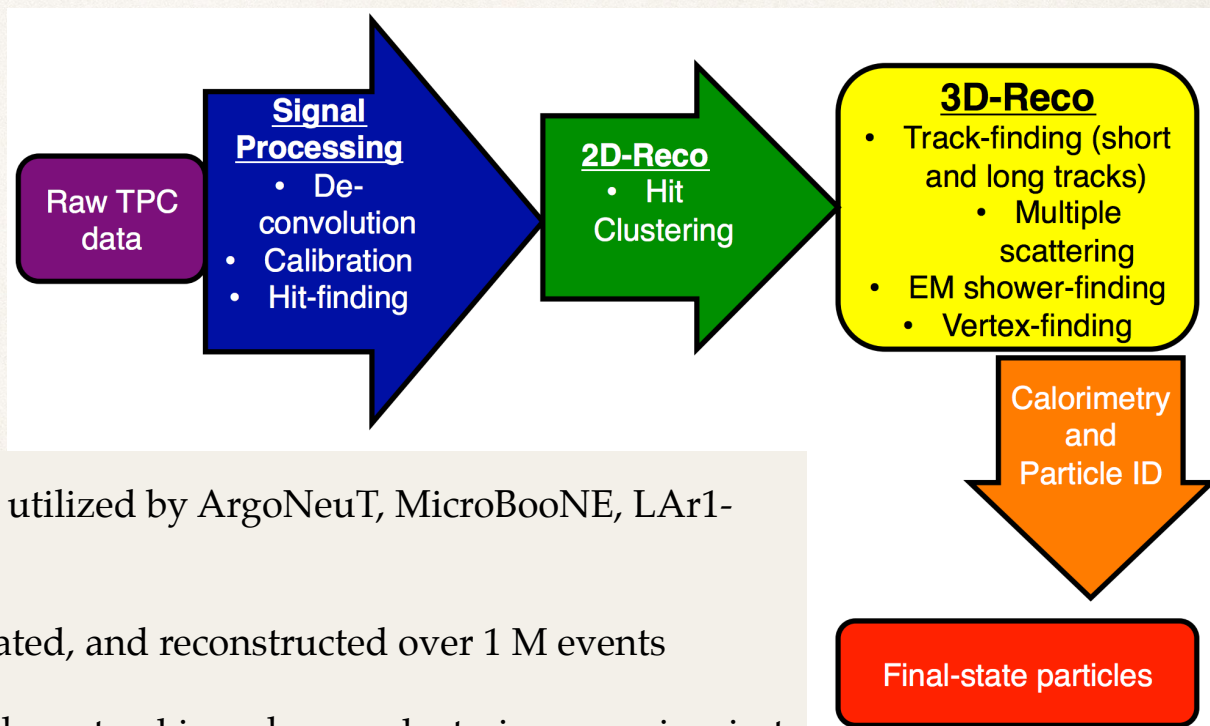 Raw TPC
data
Signal
Processing
• De-
convolution
• Calibration
• Hit-finding
2D-Reco
• Hit
Clustering
3D-Reco
• Track-finding (short
and long tracks)
• Multiple
scattering
• EM shower-finding
• Vertex-finding
Calorimetry
and
Particle ID
Final-state particles
utilized by ArgoNeuT, MicroBooNE, LAr1-
ated, and reconstructed over 1 M events